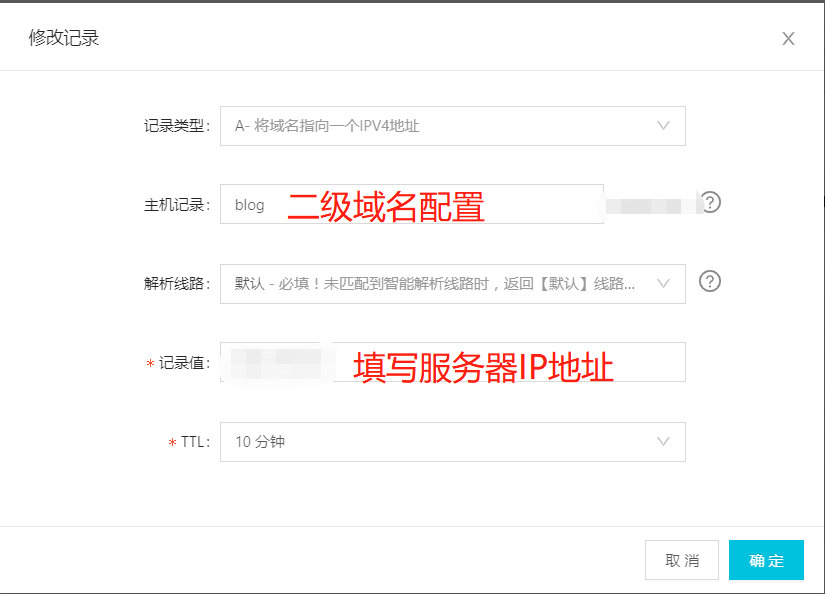 修改记录
记录类型： A- 将域名指向一个IPV4地址
主机记录： blog 二级域名配置
解析线路： 默认 - 必填！未匹配到智能解析线路时，返回【默认】线路...
* 记录值： 填写服务器IP地址
* TTL： 10 分钟
取 消 确 定